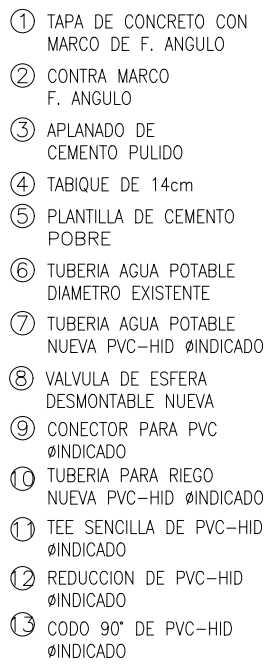 ① TAPA DE CONCRETO CON
MARCO DE F. ANGULO
② CONTRA MARCO
F. ANGULO
③ APLANADO DE
CEMENTO PULIDO
④ TABIQUE DE 14cm
⑤ PLANTILLA DE CEMENTO
POBRE
⑥ TUBERIA AGUA POTABLE
DIAMETRO EXISTENTE
⑦ TUBERIA AGUA POTABLE
NUEVA PVC-HID ØINDICADO
⑧ VALVULA DE ESFERA
DESMONTABLE NUEVA
⑨ CONECTOR PARA PVC
ØINDICADO
⑩ TUBERIA PARA RIEGO
NUEVA PVC-HID ØINDICADO
⑪ TEE SENCILLA DE PVC-HID
ØINDICADO
⑫ REDUCCION DE PVC-HID
ØINDICADO
⑬ CODO 90° DE PVC-HID
ØINDICADO